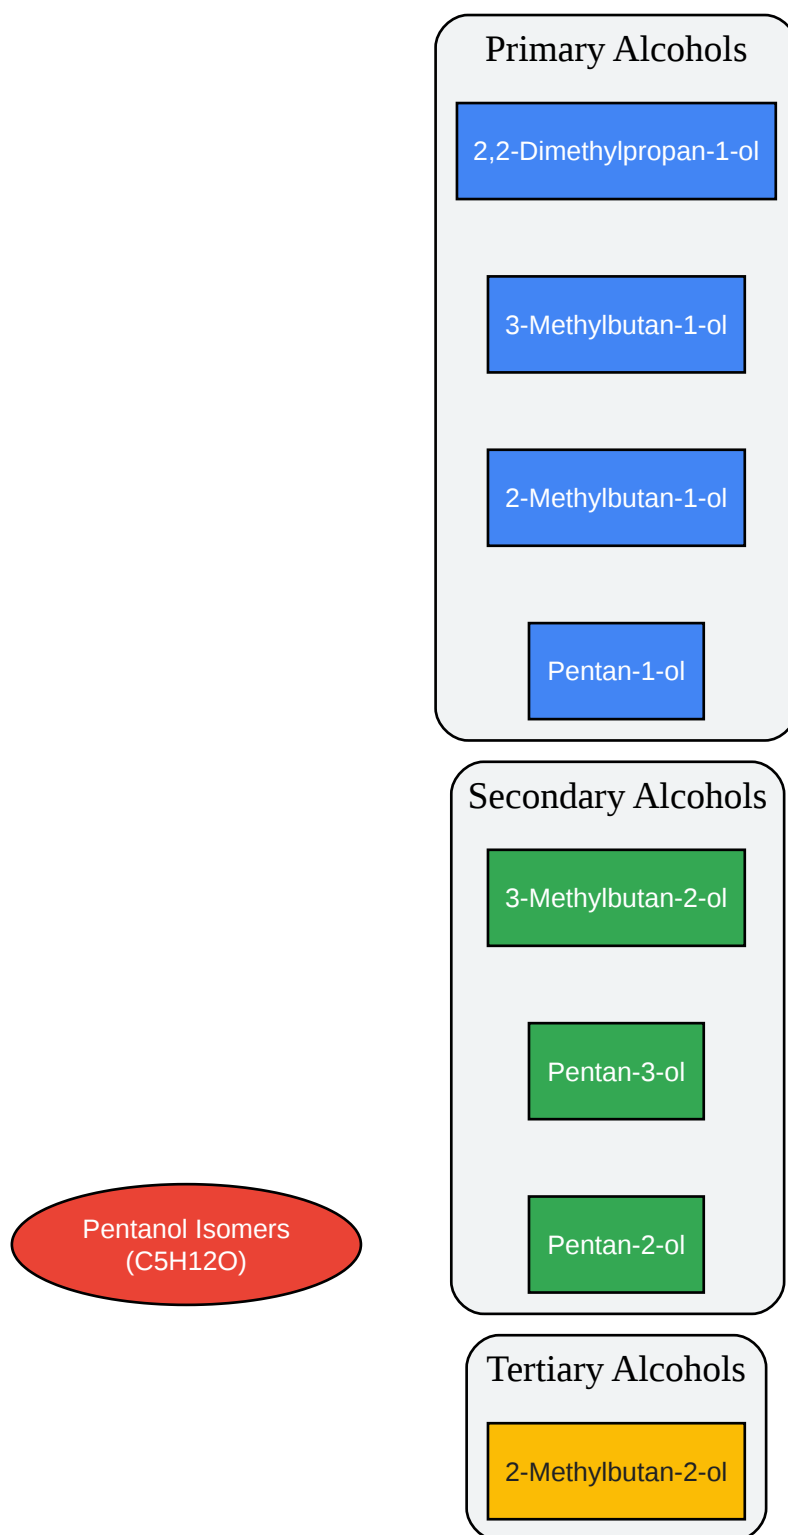 Primary Alcohols
2,2-Dimethylpropan-1-ol
3-Methylbutan-1-ol
2-Methylbutan-1-ol
Pentan-1-ol
Secondary Alcohols
3-Methylbutan-2-ol
Pentan-3-ol
Pentan-2-ol
Pentanol Isomers
(C5H12O)
Tertiary Alcohols
2-Methylbutan-2-ol